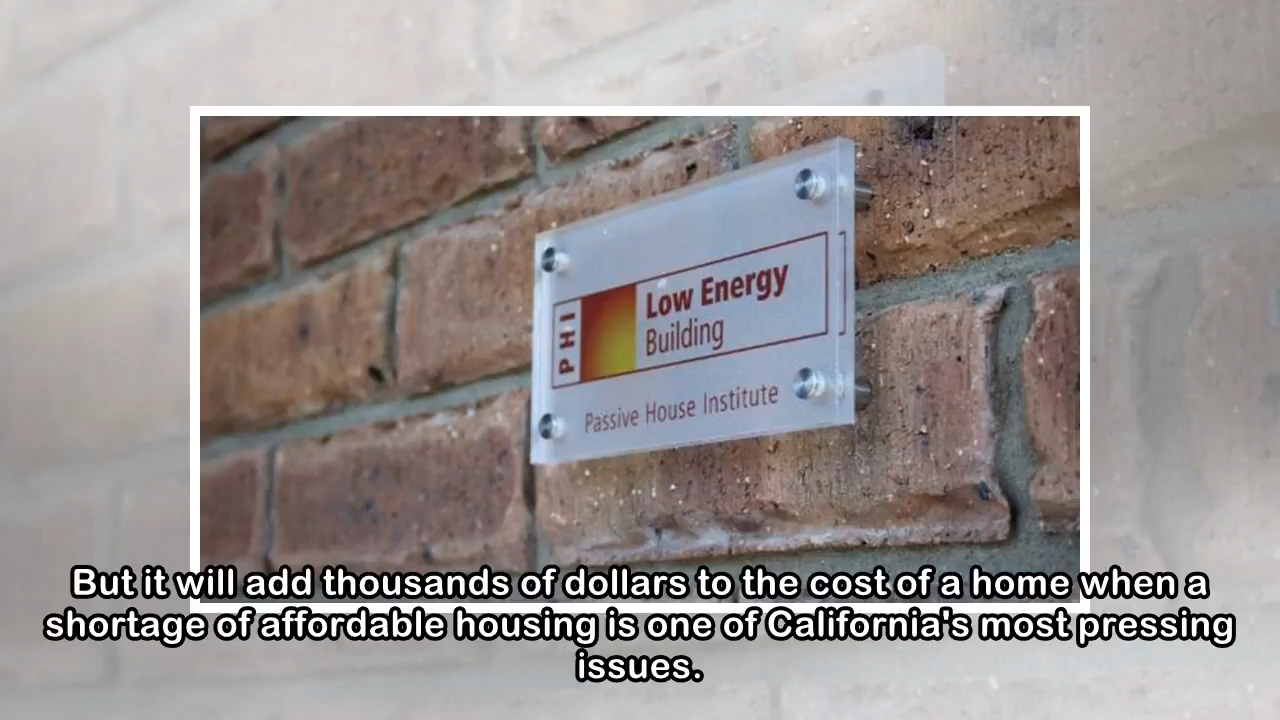 PHI
Low Energy
Building
Passive House Institute
But it will add thousands of dollars to the cost of a home when a
shortage of affordable housing is one of California's most pressing
issues.